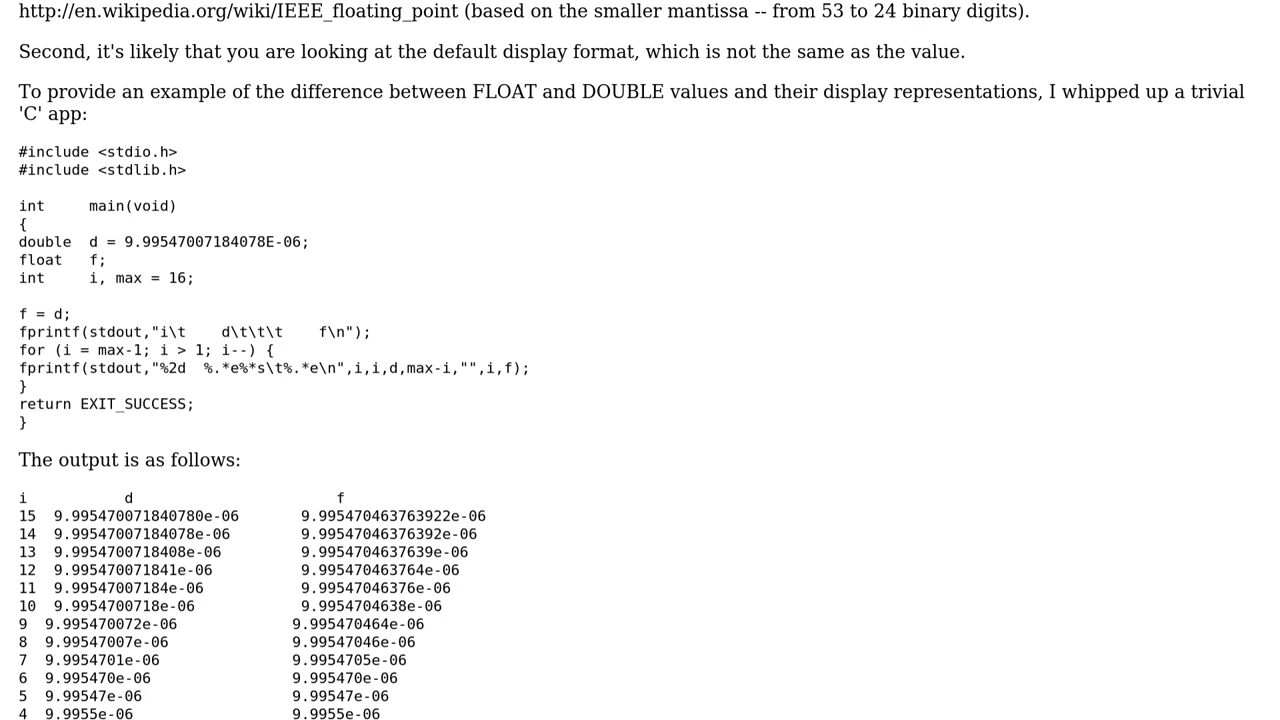 http://en.wikipedia.org/wiki/IEEE_floating_point (based on the smaller mantissa -- from 53 to 24 binary digits).
Second, it's likely that you are looking at the default display format, which is not the same as the value.
To provide an example of the difference between FLOAT and DOUBLE values and their display representations, I whipped up a trivial
'C' app:
#include <stdio.h>
#include <stdlib.h>
int     main(void)
{
double  d = 9.99547007184078E-06;
float   f;
int     i, max = 16;
f = d;
fprintf(stdout,"i\t    d\t\t\t    f\n");
for (i = max-1; i > 1; i--) {
fprintf(stdout,"%2d  %.*e%*s\t%.*e\n",i,i,d,max-i,"",i,f);
}
return EXIT_SUCCESS;
}
The output is as follows:
i           d                       f
15  9.995470071840780e-06       9.995470463763922e-06
14  9.99547007184078e-06        9.99547046376392e-06
13  9.9954700718408e-06         9.9954704637639e-06
12  9.995470071841e-06          9.995470463764e-06
11  9.99547007184e-06           9.99547046376e-06
10  9.9954700718e-06            9.9954704638e-06
9  9.995470072e-06             9.995470464e-06
8  9.99547007e-06              9.99547046e-06
7  9.9954701e-06               9.9954705e-06
6  9.995470e-06                9.995470e-06
5  9.99547e-06                 9.99547e-06
4  9.9955e-06                  9.9955e-06